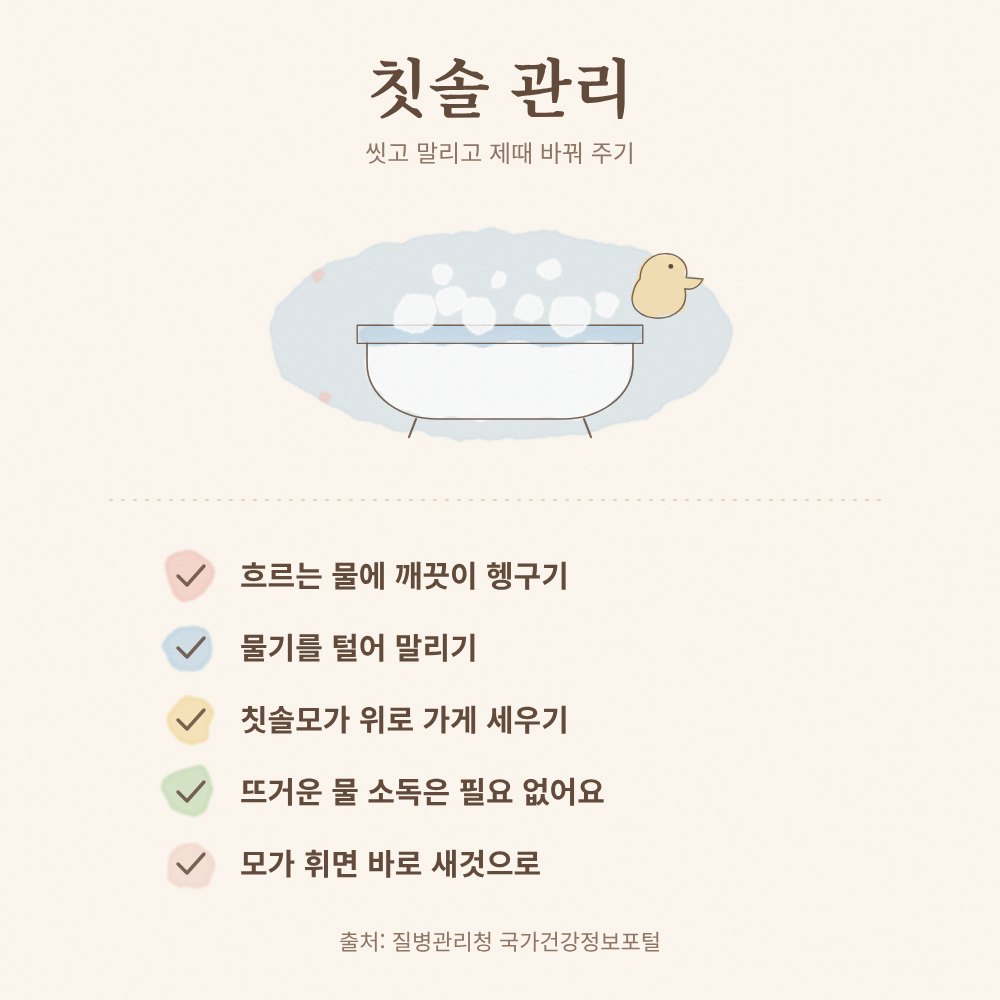 칫솔 관리
씻고 말리고 제때 바꿔 주기
흐르는 물에 깨끗이 헹구기
물기를 털어 말리기
칫솔모가 위로 가게 세우기
뜨거운 물 소독은 필요 없어요
모가 휘면 바로 새것으로
출처: 질병관리청 국가건강정보포털